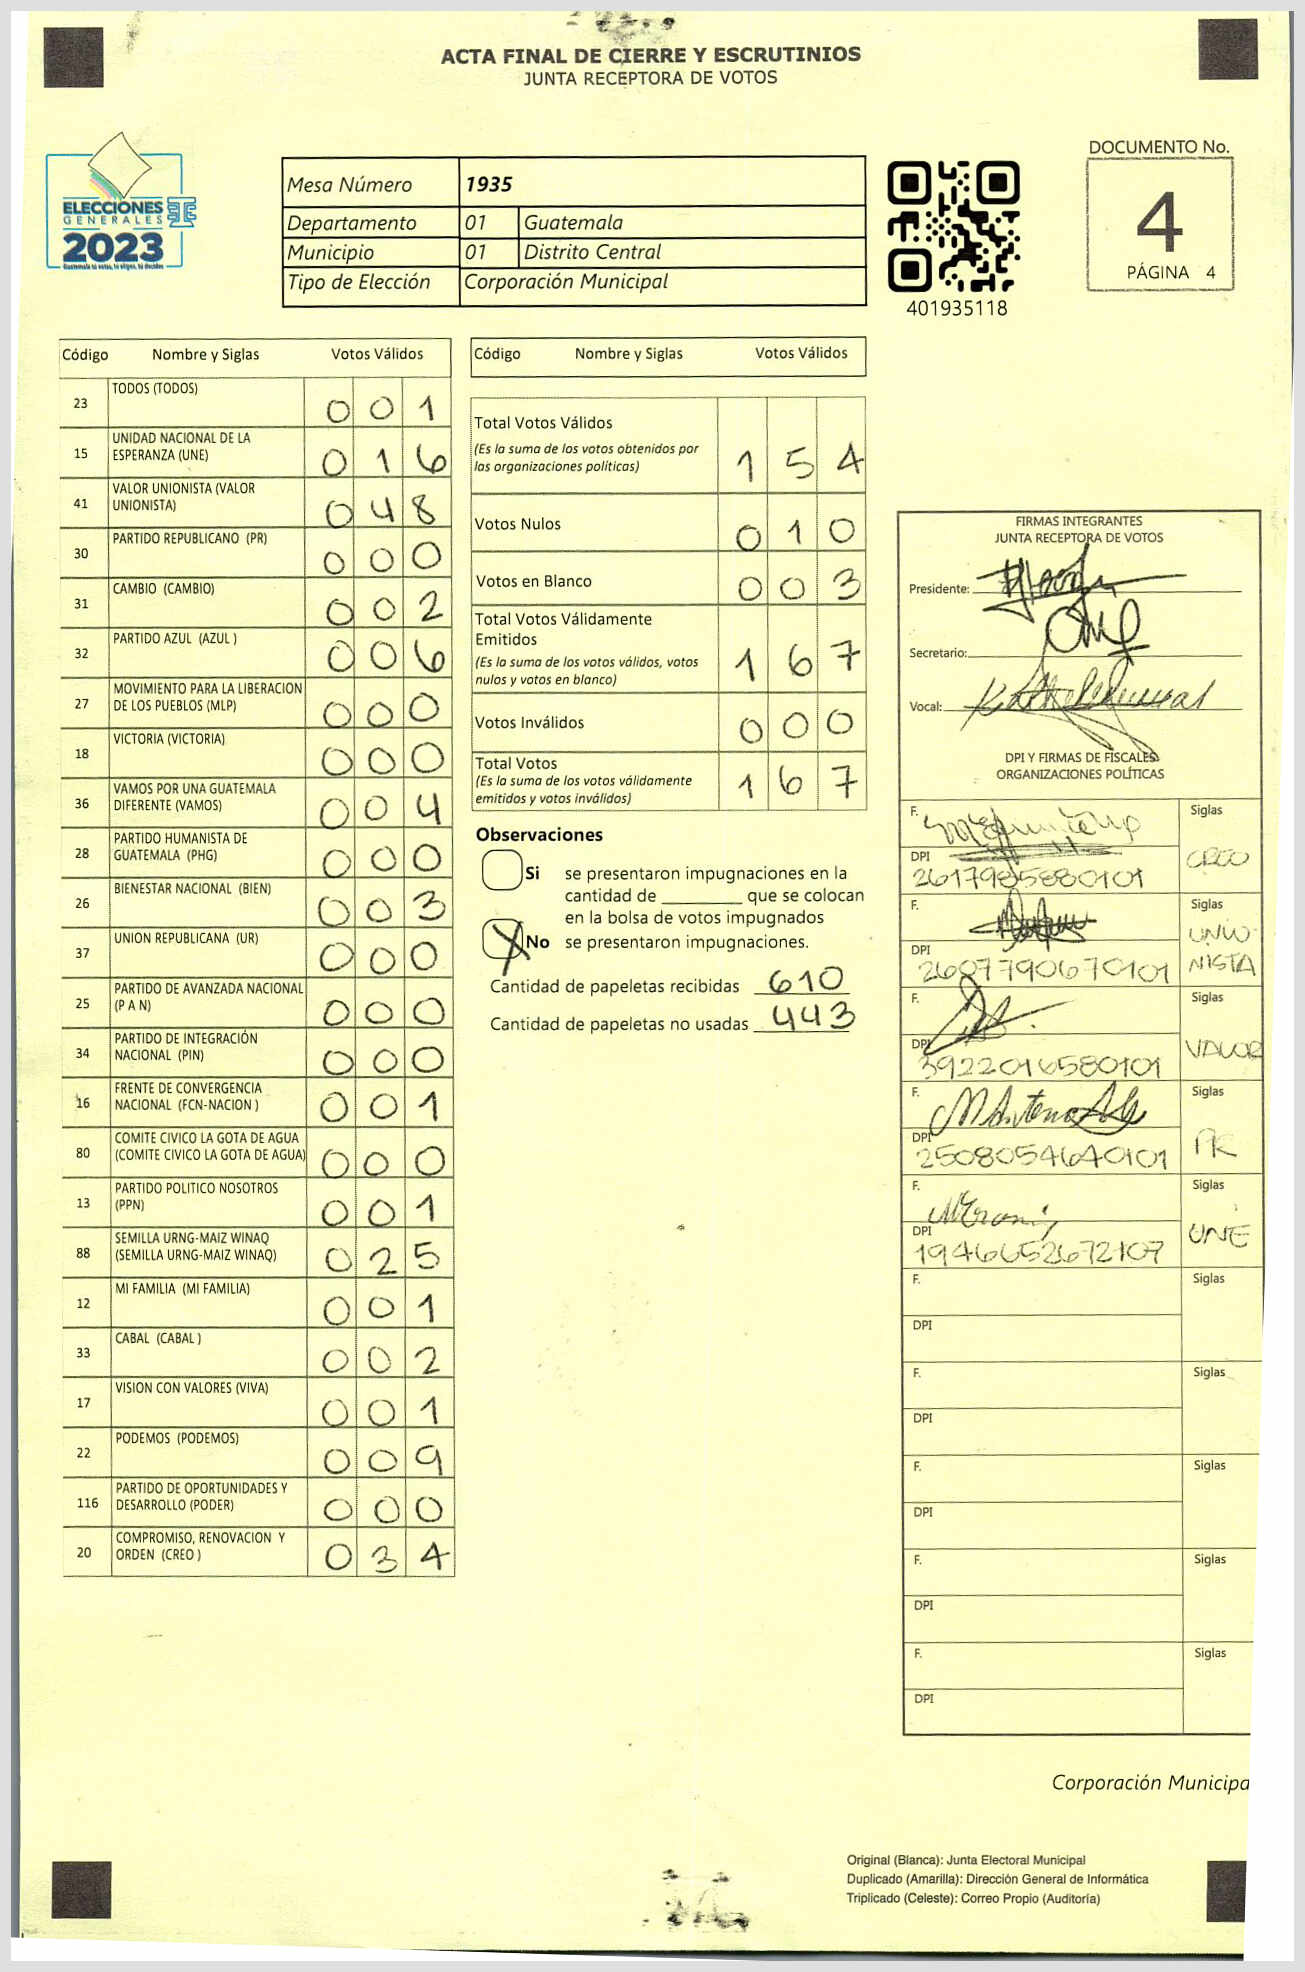 ACTA FINAL DE CIERRE Y ESCRUTINIOS
JUNTA RECEPTORA DE VOTOS
ELECCIONES
GENERALES
2023
Mesa Número 1935
Departamento 01 Guatemala
Municipio 01 Distrito Central
Tipo de Elección Corporación Municipal
401935118
DOCUMENTO No.
4
PÁGINA 4
Código Nombre y Siglas Votos Válidos
23 TODOS (TODOS) 0 0 1
15 UNIDAD NACIONAL DE LA
ESPERANZA (UNE) 0 1 6
41 VALOR UNIONISTA (VALOR
UNIONISTA) 0 4 8
30 PARTIDO REPUBLICANO (PR) 0 0 0
31 CAMBIO (CAMBIO) 0 0 2
32 PARTIDO AZUL (AZUL ) 0 0 6
27 MOVIMIENTO PARA LA LIBERACION
DE LOS PUEBLOS (MLP) 0 0 0
18 VICTORIA (VICTORIA) 0 0 0
36 VAMOS POR UNA GUATEMALA
DIFERENTE (VAMOS) 0 0 4
28 PARTIDO HUMANISTA DE
GUATEMALA (PHG) 0 0 0
26 BIENESTAR NACIONAL (BIEN) 0 0 3
37 UNION REPUBLICANA (UR) 0 0 0
25 PARTIDO DE AVANZADA NACIONAL
(P A N) 0 0 0
34 PARTIDO DE INTEGRACIÓN
NACIONAL (PIN) 0 0 0
16 FRENTE DE CONVERGENCIA
NACIONAL (FCN-NACION ) 0 0 1
80 COMITE CIVICO LA GOTA DE AGUA
(COMITE CIVICO LA GOTA DE AGUA) 0 0 0
13 PARTIDO POLITICO NOSOTROS
(PPN) 0 0 1
88 SEMILLA URNG-MAIZ WINAQ
(SEMILLA URNG-MAIZ WINAQ) 0 2 5
12 MI FAMILIA (MI FAMILIA) 0 0 1
33 CABAL (CABAL ) 0 0 2
17 VISION CON VALORES (VIVA) 0 0 1
22 PODEMOS (PODEMOS) 0 0 9
116 PARTIDO DE OPORTUNIDADES Y
DESARROLLO (PODER) 0 0 0
20 COMPROMISO, RENOVACION Y
ORDEN (CREO ) 0 3 4
Código Nombre y Siglas Votos Válidos
Total Votos Válidos
(Es la suma de los votos obtenidos por
las organizaciones políticas) 1 5 4
Votos Nulos 0 1 0
Votos en Blanco 0 0 3
Total Votos Válidamente
Emitidos
(Es la suma de los votos válidos, votos
nulos y votos en blanco) 1 6 7
Votos Inválidos 0 0 0
Total Votos
(Es la suma de los votos válidamente
emitidos y votos inválidos) 1 6 7
Observaciones
Si se presentaron impugnaciones en la
cantidad de ________ que se colocan
en la bolsa de votos impugnados
X No se presentaron impugnaciones.
Cantidad de papeletas recibidas 610
Cantidad de papeletas no usadas 443
FIRMAS INTEGRANTES
JUNTA RECEPTORA DE VOTOS
Presidente:
Secretario:
Vocal:
DPI Y FIRMAS DE FISCALES
ORGANIZACIONES POLÍTICAS
F. Siglas
DPI CREO
2617985880101
F. Siglas
UNIO
DPI NISTA
2607790670101
F. Siglas
DPI VALOR
3922016580101
F. Siglas
DPI PR
2508054640101
F. Siglas
DPI UNE
1946652672107
F. Siglas
DPI
F. Siglas
DPI
F. Siglas
DPI
F. Siglas
DPI
F. Siglas
DPI
Corporación Municipa
Original (Blanca): Junta Electoral Municipal
Duplicado (Amarilla): Dirección General de Informática
Triplicado (Celeste): Correo Propio (Auditoría)